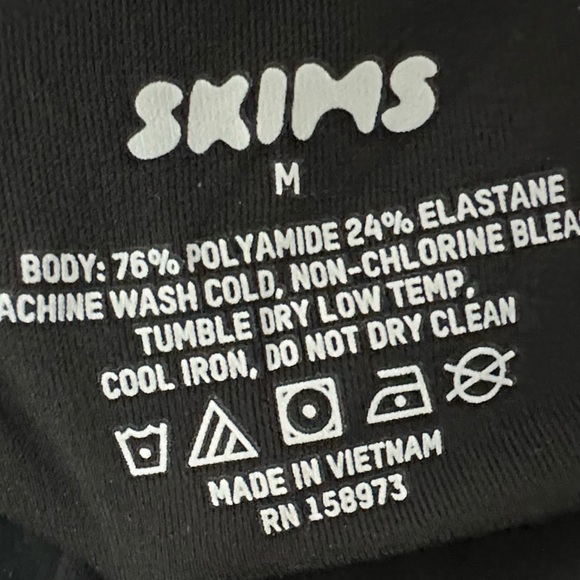 SKIMS
M
BODY: 76% POLYAMIDE 24% ELASTANE
ACHINE WASH COLD, NON-CHLORINE BLEA
TUMBLE DRY LOW TEMP,
COOL IRON, DO NOT DRY CLEAN
MADE IN VIETNAM
RN 158973